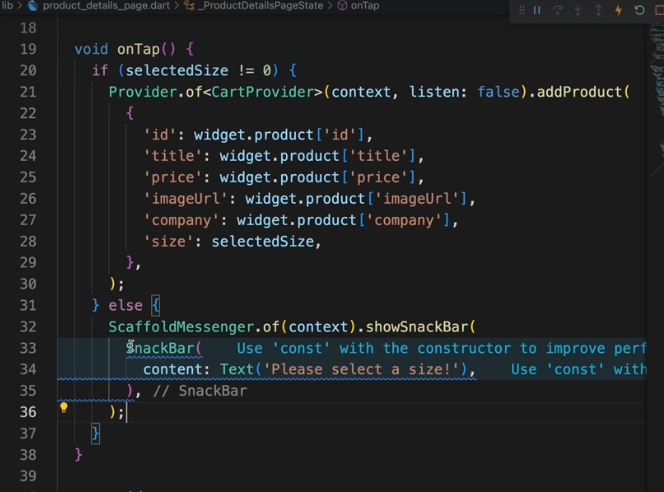 lib > product_details_page.dart > _ProductDetailsPageState > onTap
18
19 void onTap() {
20 if (selectedSize != 0) {
21 Provider.of<CartProvider>(context, listen: false).addProduct(
22 {
23 'id': widget.product['id'],
24 'title': widget.product['title'],
25 'price': widget.product['price'],
26 'imageUrl': widget.product['imageUrl'],
27 'company': widget.product['company'],
28 'size': selectedSize,
29 },
30 );
31 } else {
32 ScaffoldMessenger.of(context).showSnackBar(
33 SnackBar( Use 'const' with the constructor to improve perf
34 content: Text('Please select a size!'), Use 'const' with
35 ), // SnackBar
36 );
37 }
38 }
39